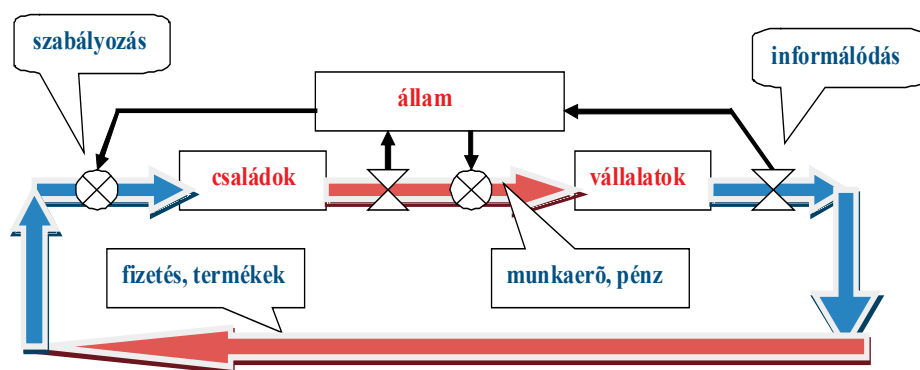 szabályozás
informálódás
állam
családok
vállalatok
fizetés, termékek
munkaerõ, pénz